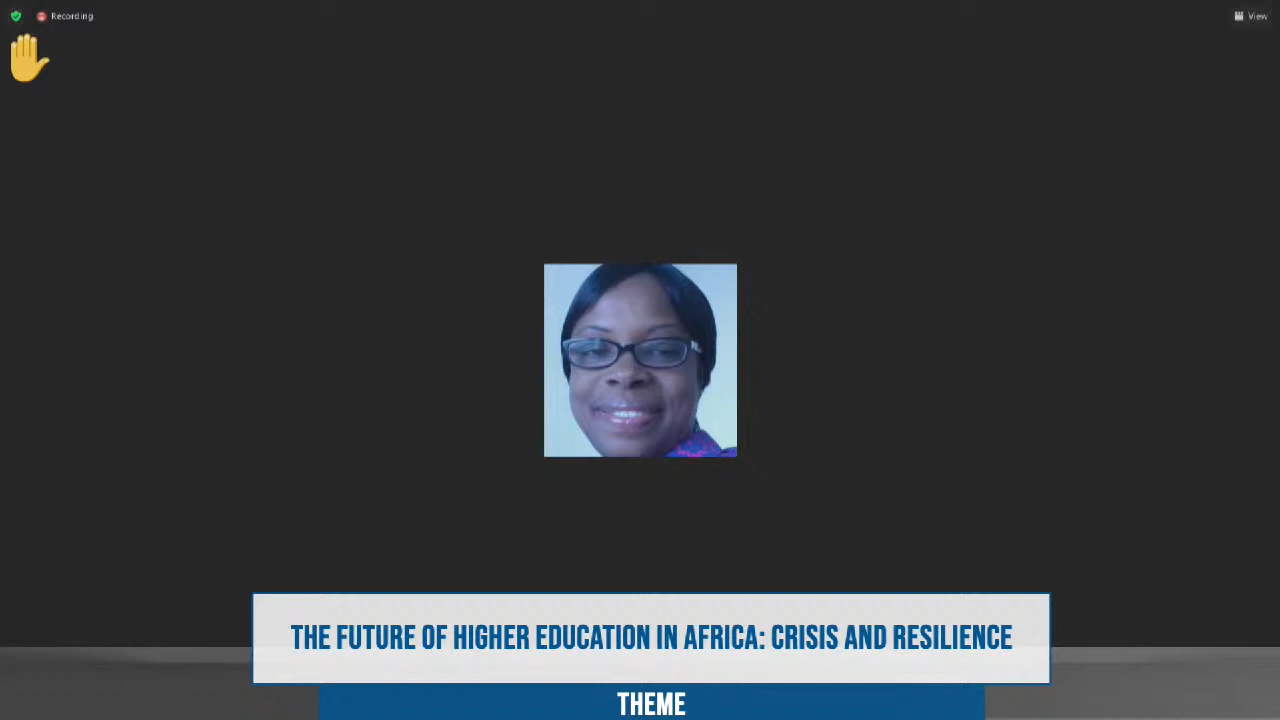 Recording
View
THE FUTURE OF HIGHER EDUCATION IN AFRICA: CRISIS AND RESILIENCE
THEME